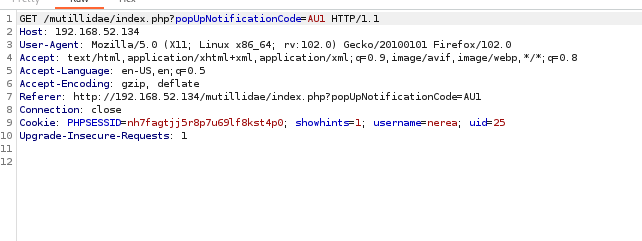 1 GET /mutillidae/index.php?popUpNotificationCode=AU1 HTTP/1.1
2 Host: 192.168.52.134
3 User-Agent: Mozilla/5.0 (X11; Linux x86_64; rv:102.0) Gecko/20100101 Firefox/102.0
4 Accept: text/html,application/xhtml+xml,application/xml;q=0.9,image/avif,image/webp,*/*;q=0.8
5 Accept-Language: en-US,en;q=0.5
6 Accept-Encoding: gzip, deflate
7 Referer: http://192.168.52.134/mutillidae/index.php?popUpNotificationCode=AU1
8 Connection: close
9 Cookie: PHPSESSID=nh7fagtjj5r8p7u69lf8kst4p0; showhints=1; username=nerea; uid=25
10 Upgrade-Insecure-Requests: 1
11
12